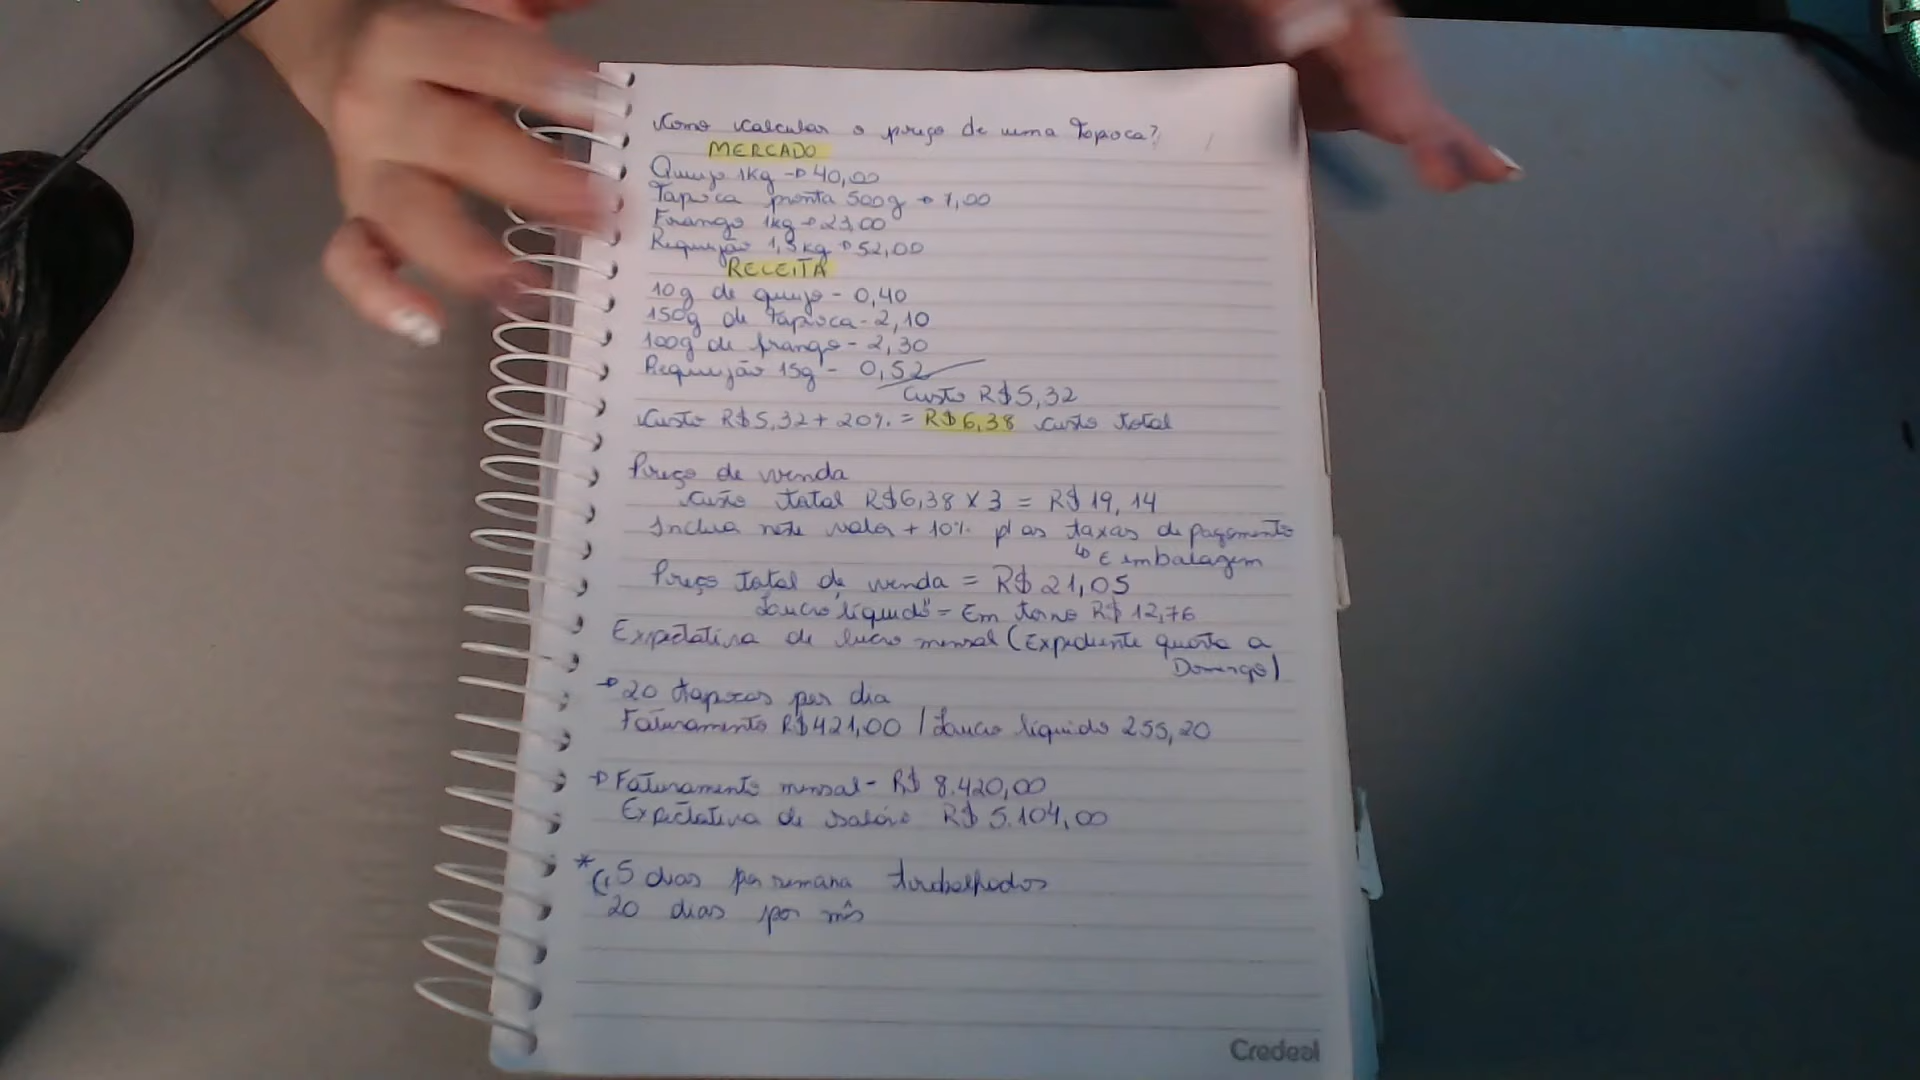 Como calcular o preço de uma Tapioca?
MERCADO
Queijo 1kg → 40,00
Tapioca pronta 500g → 7,00
Frango 1kg → 23,00
Requeijão 1,5kg → 52,00
RECEITA
10g de queijo - 0,40
150g de tapioca - 2,10
100g de frango - 2,30
Requeijão 15g - 0,52
Custo R$5,32
Custo R$5,32 + 20% = R$6,38 custo total
Preço de venda
Custo total R$6,38 x 3 = R$ 19,14
Inclua neste valor + 10% p/ as taxas de pagamento
↳ E embalagem
Preço total de venda = R$ 21,05
"Lucro líquido" = Em torno R$ 12,76
Expectativa de lucro mensal (Expediente quarta a
Domingo)
→ 20 tapiocas por dia
Faturamento R$421,00 / Lucro líquido 255,20
→ Faturamento mensal - R$ 8.420,00
Expectativa de salário R$ 5.104,00
* 5 dias por semana trabalhados
20 dias por mês
Credeal